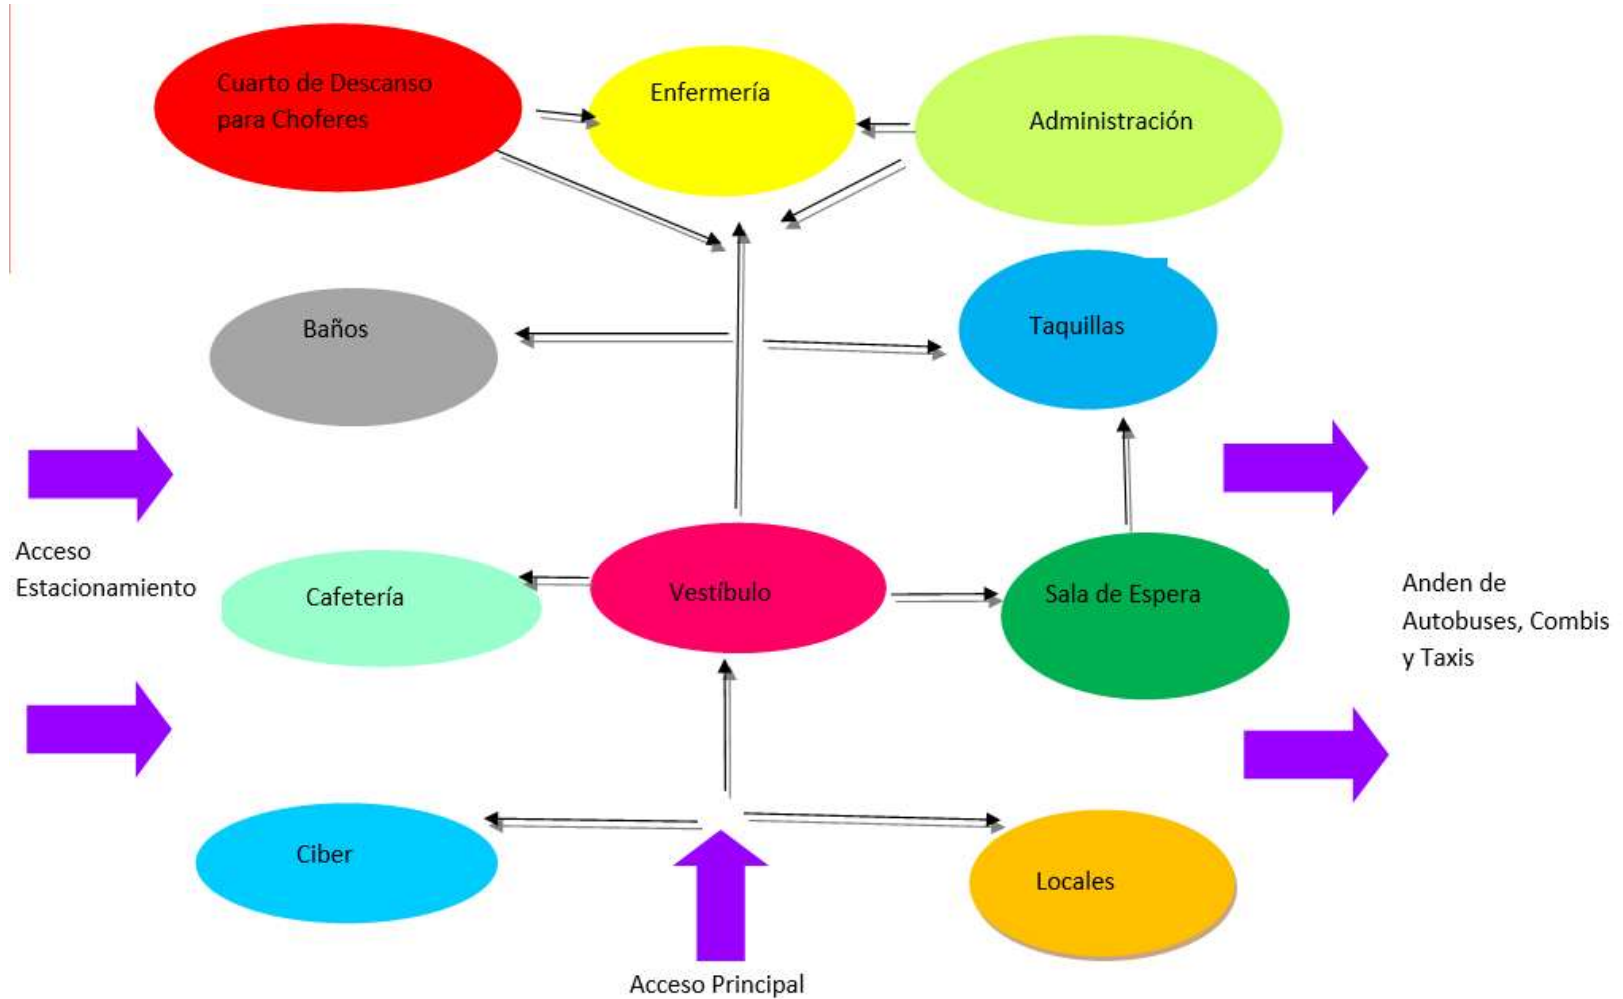 Cuarto de Descanso
para Choferes
Enfermería
Administración
Baños
Taquillas
Acceso
Estacionamiento
Cafetería
Vestíbulo
Sala de Espera
Anden de
Autobuses, Combis
y Taxis
Ciber
Locales
Acceso Principal